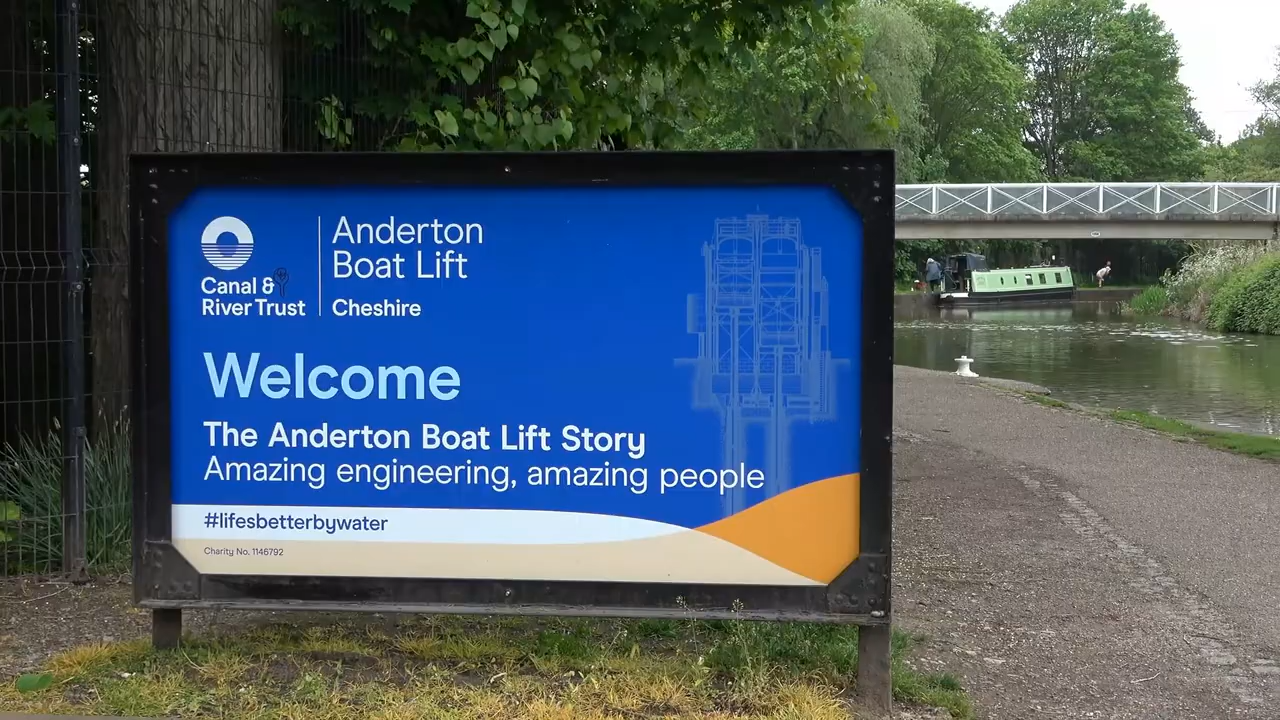 Canal &
River Trust
Anderton
Boat Lift
Cheshire
Welcome
The Anderton Boat Lift Story
Amazing engineering, amazing people
#lifesbetterbywater
Charity No. 1146792